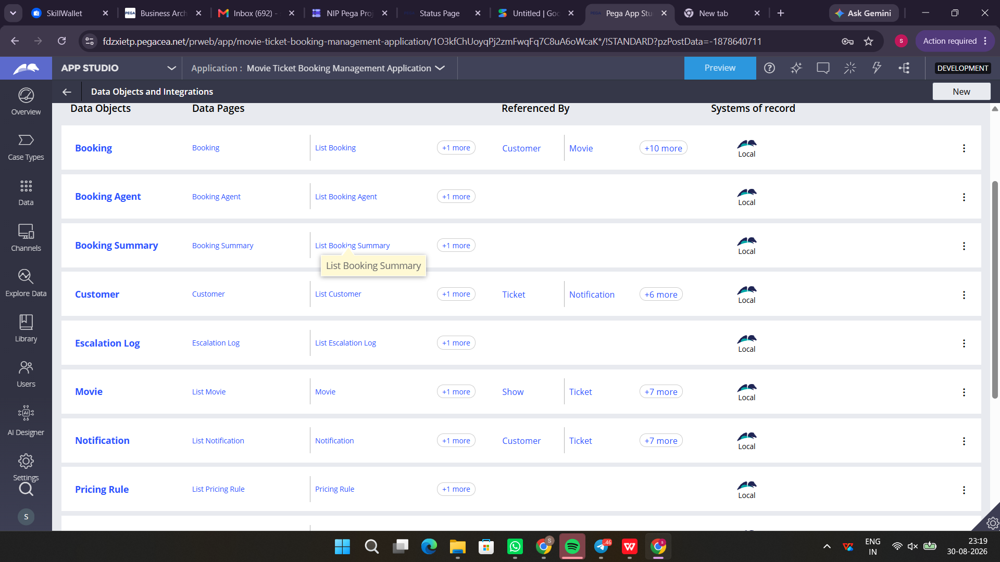 SkillWallet
Business Arch
Inbox (692) -
NIP Pega Proj
Status Page
Untitled | Goo
Pega App Stu
New tab
Ask Gemini
fdzxietp.pegacea.net/prweb/app/movie-ticket-booking-management-application/1O3kfChUoyqPj2zmFwqFq7C8uA6oWcaK*/!STANDARD?pzPostData=-1878640711
S
Action required
APP STUDIO
Application : Movie Ticket Booking Management Application
Preview
DEVELOPMENT
Data Objects and Integrations
New
Overview
Case Types
Data
Channels
Explore Data
Library
Users
AI Designer
Settings
S
Data Objects
Data Pages
Referenced By
Systems of record
Booking
Booking
List Booking
+1 more
Customer
Movie
+10 more
Local
Booking Agent
Booking Agent
List Booking Agent
+1 more
Local
Booking Summary
Booking Summary
List Booking Summary
+1 more
Local
List Booking Summary
Customer
Customer
List Customer
+1 more
Ticket
Notification
+6 more
Local
Escalation Log
Escalation Log
List Escalation Log
+1 more
Local
Movie
List Movie
Movie
+1 more
Show
Ticket
+7 more
Local
Notification
List Notification
Notification
+1 more
Customer
Ticket
+7 more
Local
Pricing Rule
List Pricing Rule
Pricing Rule
+1 more
Local
46
ENG
IN
23:19
30-08-2026